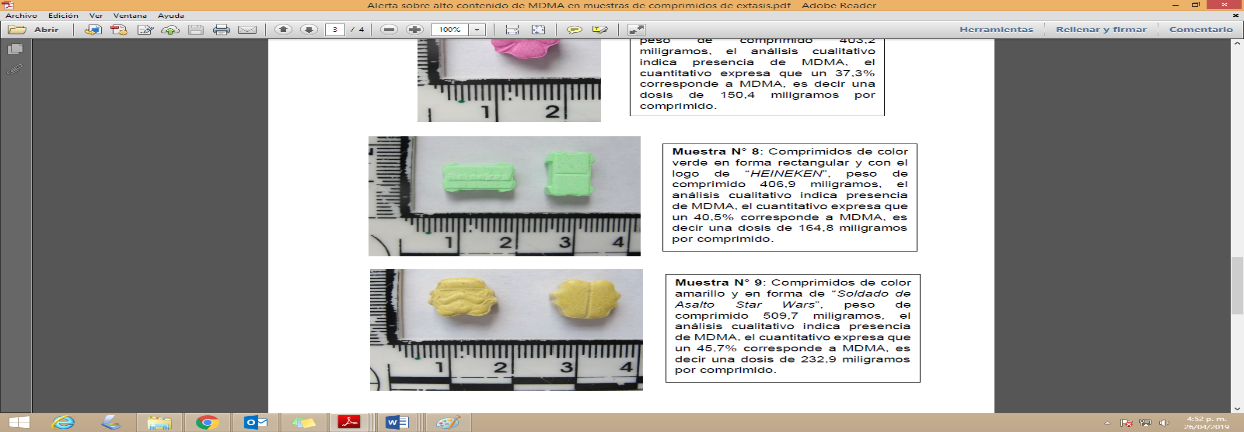 Alerta sobre alto contenido de MDMA en muestras de comprimidos de extasis.pdf - Adobe Reader
Archivo Edición Ver Ventana Ayuda
Abrir 3 / 4 100% Herramientas Rellenar y firmar Comentario
peso de comprimido 403,2
miligramos, el análisis cualitativo
indica presencia de MDMA, el
cuantitativo expresa que un 37,3%
corresponde a MDMA, es decir una
dosis de 150,4 miligramos por
comprimido.
1 2
Muestra N° 8: Comprimidos de color
verde en forma rectangular y con el
logo de "HEINEKEN", peso de
comprimido 406,9 miligramos, el
análisis cualitativo indica presencia
de MDMA, el cuantitativo expresa que
un 40,5% corresponde a MDMA, es
decir una dosis de 164,8 miligramos
por comprimido.
1 2 3 4
Muestra N° 9: Comprimidos de color
amarillo y en forma de "Soldado de
Asalto Star Wars", peso de
comprimido 509,7 miligramos, el
análisis cualitativo indica presencia
de MDMA, el cuantitativo expresa que
un 45,7% corresponde a MDMA, es
decir una dosis de 232,9 miligramos
por comprimido.
1 2 3 4
4:52 p. m.
26/04/2019